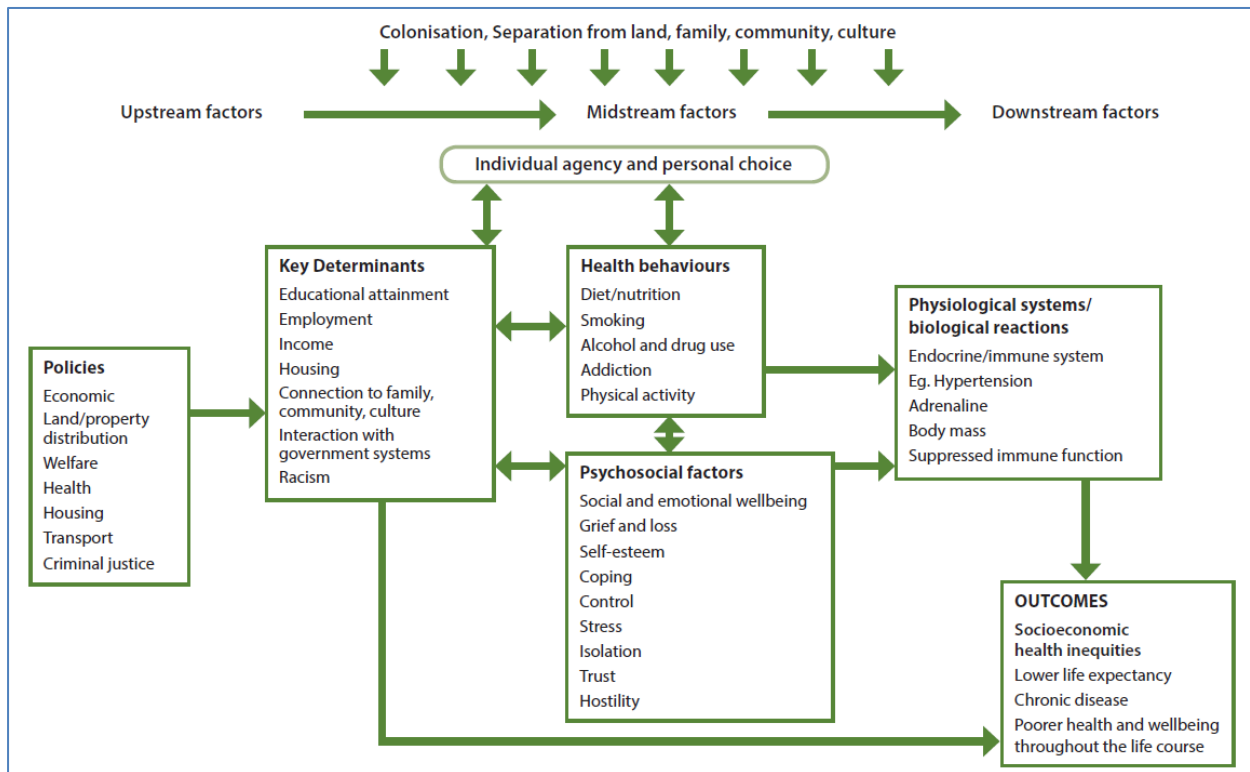 Colonisation, Separation from land, family, community, culture
Upstream factors
Midstream factors
Downstream factors
Individual agency and personal choice
Policies
Economic
Land/property
distribution
Welfare
Health
Housing
Transport
Criminal justice
Key Determinants
Educational attainment
Employment
Income
Housing
Connection to family,
community, culture
Interaction with
government systems
Racism
Health behaviours
Diet/nutrition
Smoking
Alcohol and drug use
Addiction
Physical activity
Psychosocial factors
Social and emotional wellbeing
Grief and loss
Self-esteem
Coping
Control
Stress
Isolation
Trust
Hostility
Physiological systems/
biological reactions
Endocrine/immune system
Eg. Hypertension
Adrenaline
Body mass
Suppressed immune function
OUTCOMES
Socioeconomic
health inequities
Lower life expectancy
Chronic disease
Poorer health and wellbeing
throughout the life course